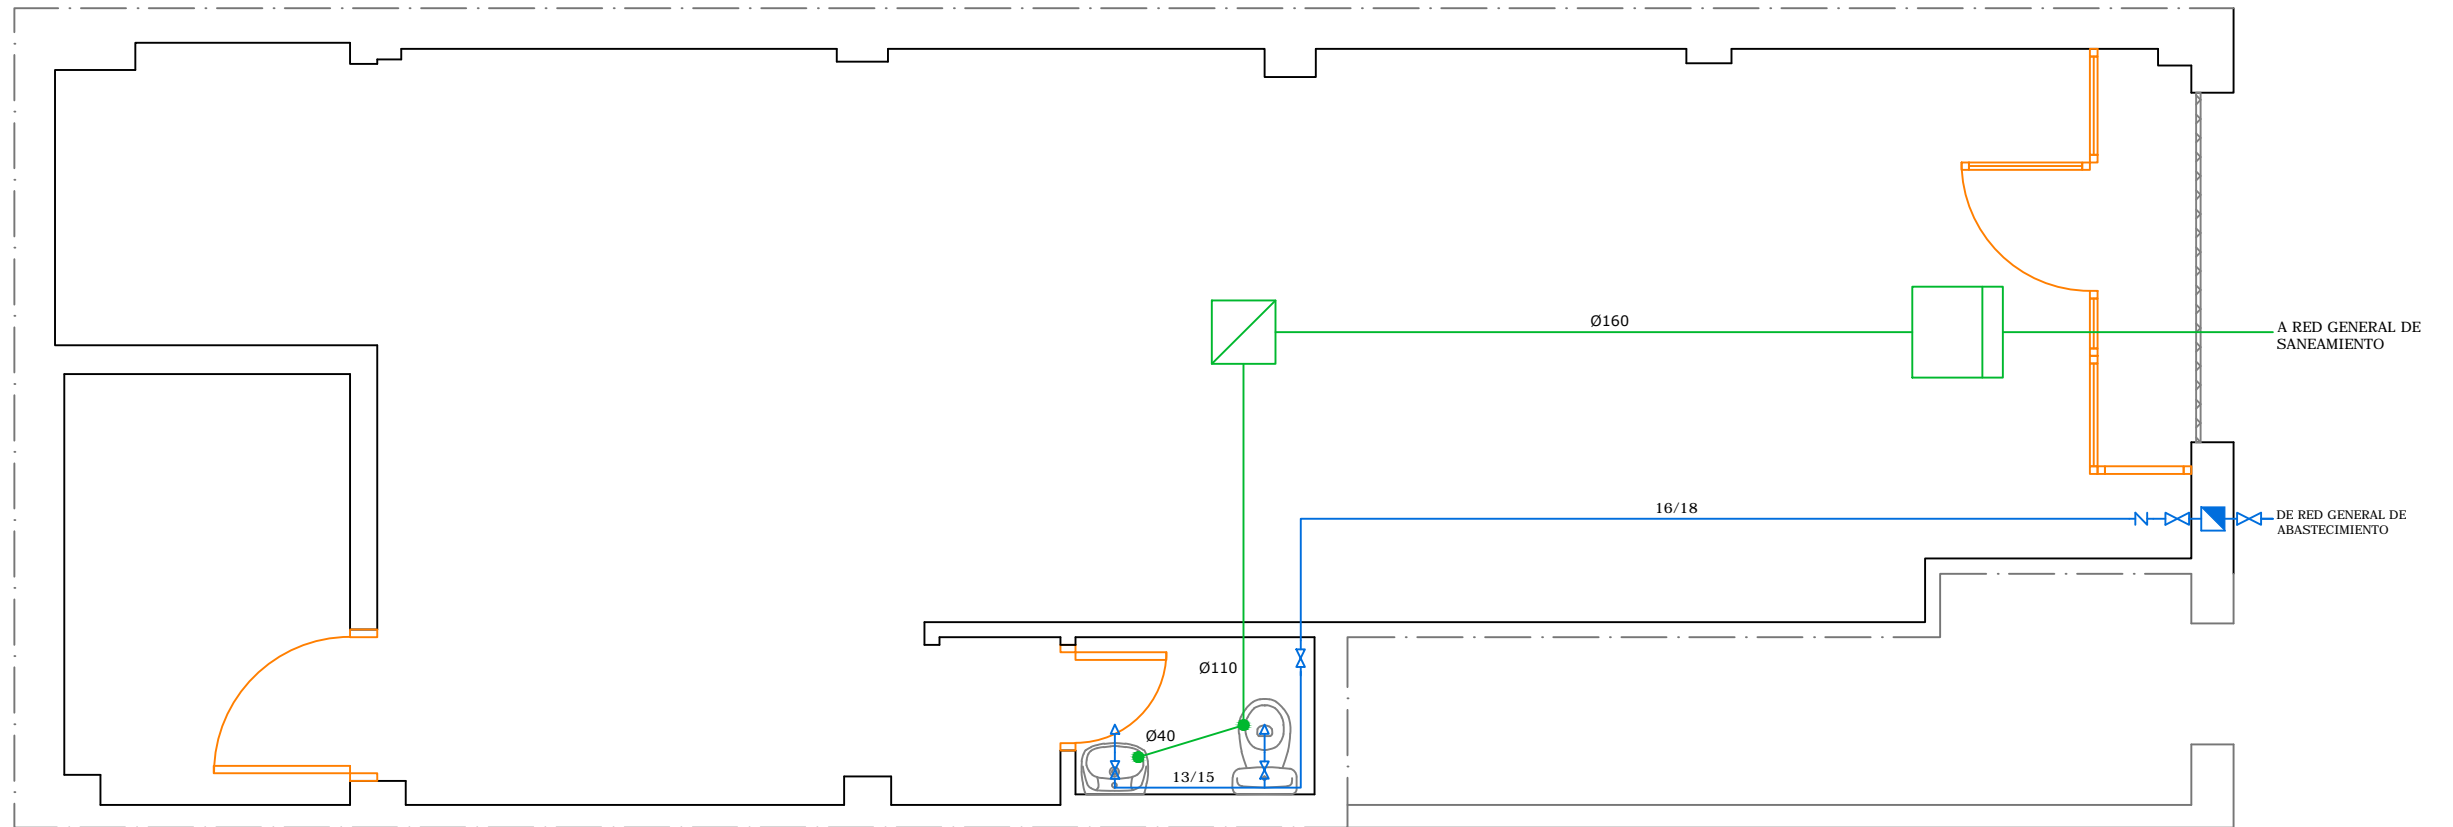 Ø160
A RED GENERAL DE
SANEAMIENTO
16/18
DE RED GENERAL DE
ABASTECIMIENTO
Ø110
Ø40
13/15